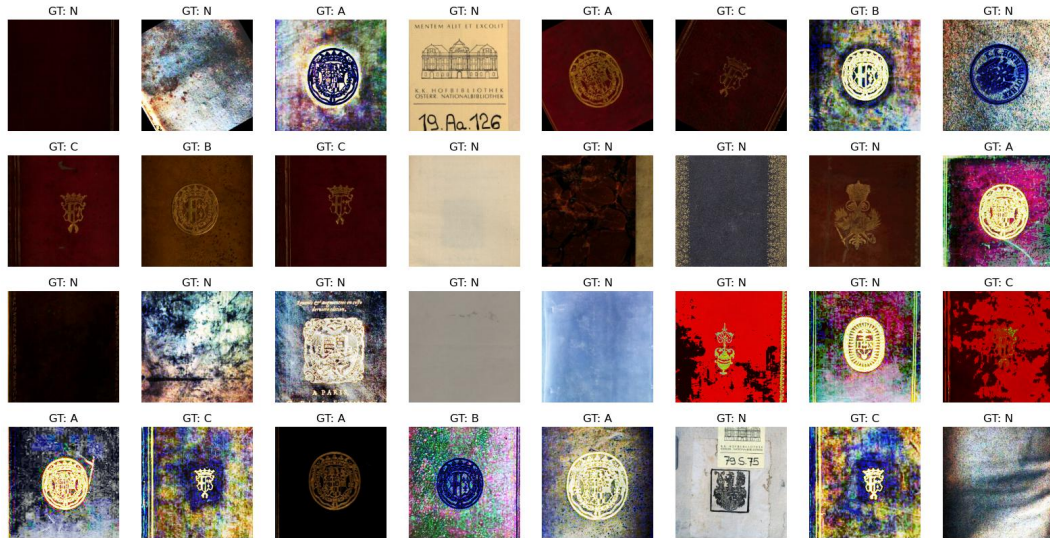 GT: N GT: N GT: A GT: N GT: A GT: C GT: B GT: N
MENTEM ALIT ET EXCOLIT
K.K. HOFBIBLIOTHEK
ÖSTERR. NATIONALBIBLIOTHEK
19.Aa.126
GT: C GT: B GT: C GT: N GT: N GT: N GT: N GT: A
GT: N GT: N GT: N GT: N GT: N GT: N GT: N GT: C
derniere edition.
A PARIS
GT: A GT: C GT: A GT: B GT: A GT: N GT: C GT: N
79.S.75